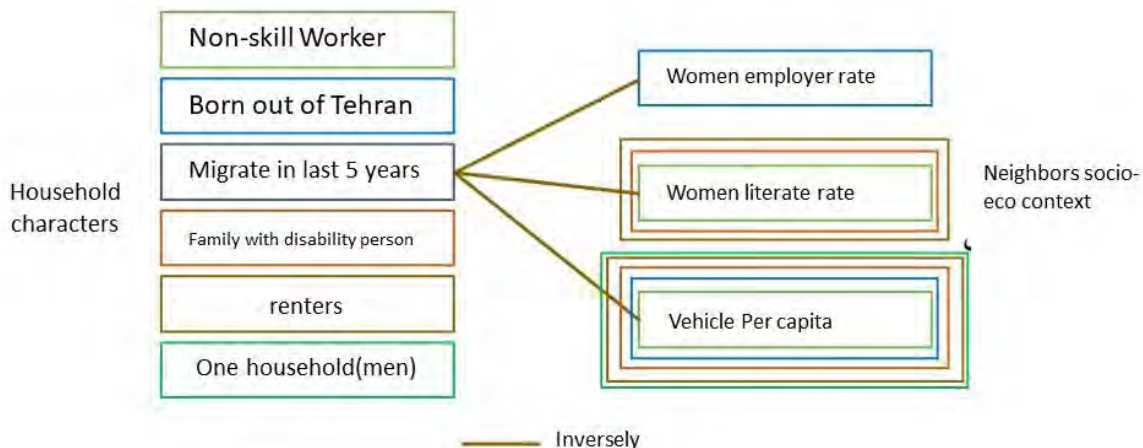 Non-skill Worker
Born out of Tehran
Migrate in last 5 years
Household
characters
Family with disability person
renters
One household(men)
Women employer rate
Women literate rate
Vehicle Per capita
Neighbors socio-
eco context
Inversely